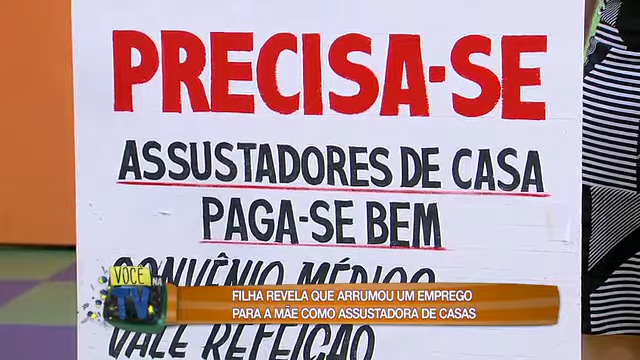 PRECISA-SE
ASSUSTADORES DE CASA
PAGA-SE BEM
CONVÊNIO MÉDICO
VOCÊ NA TV
FILHA REVELA QUE ARRUMOU UM EMPREGO
PARA A MÃE COMO ASSUSTADORA DE CASAS
VALE REFEIÇÃO